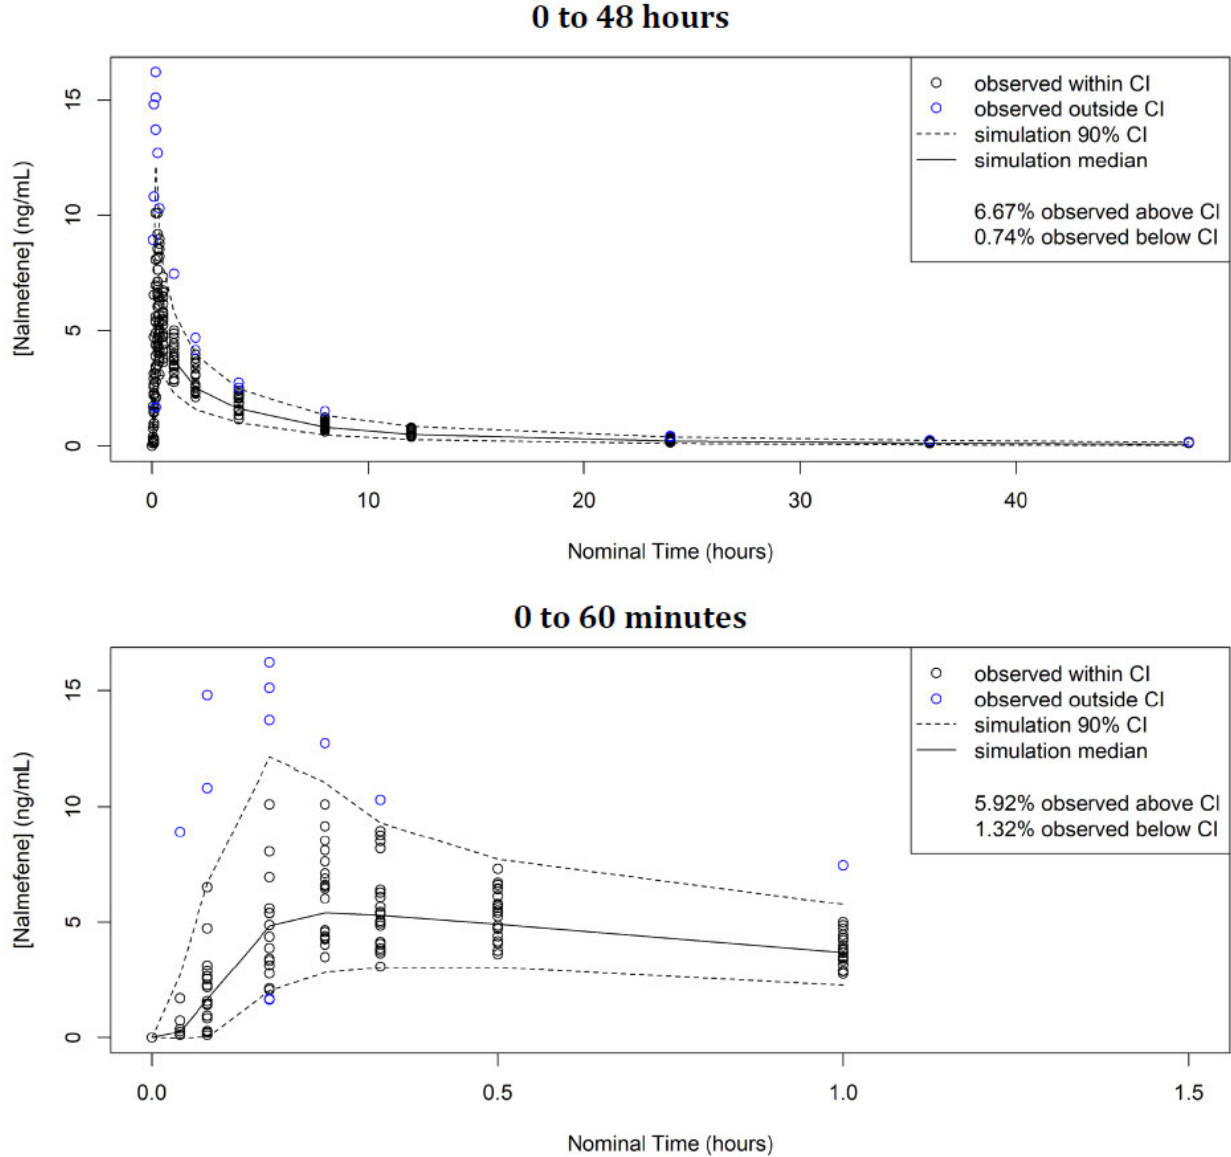 0 to 48 hours
observed within CI
observed outside CI
simulation 90% CI
simulation median
6.67% observed above CI
0.74% observed below CI
[Nalmefene] (ng/mL)
15
10
5
0
0 10 20 30 40
Nominal Time (hours)
0 to 60 minutes
observed within CI
observed outside CI
simulation 90% CI
simulation median
5.92% observed above CI
1.32% observed below CI
[Nalmefene] (ng/mL)
15
10
5
0
0.0 0.5 1.0 1.5
Nominal Time (hours)